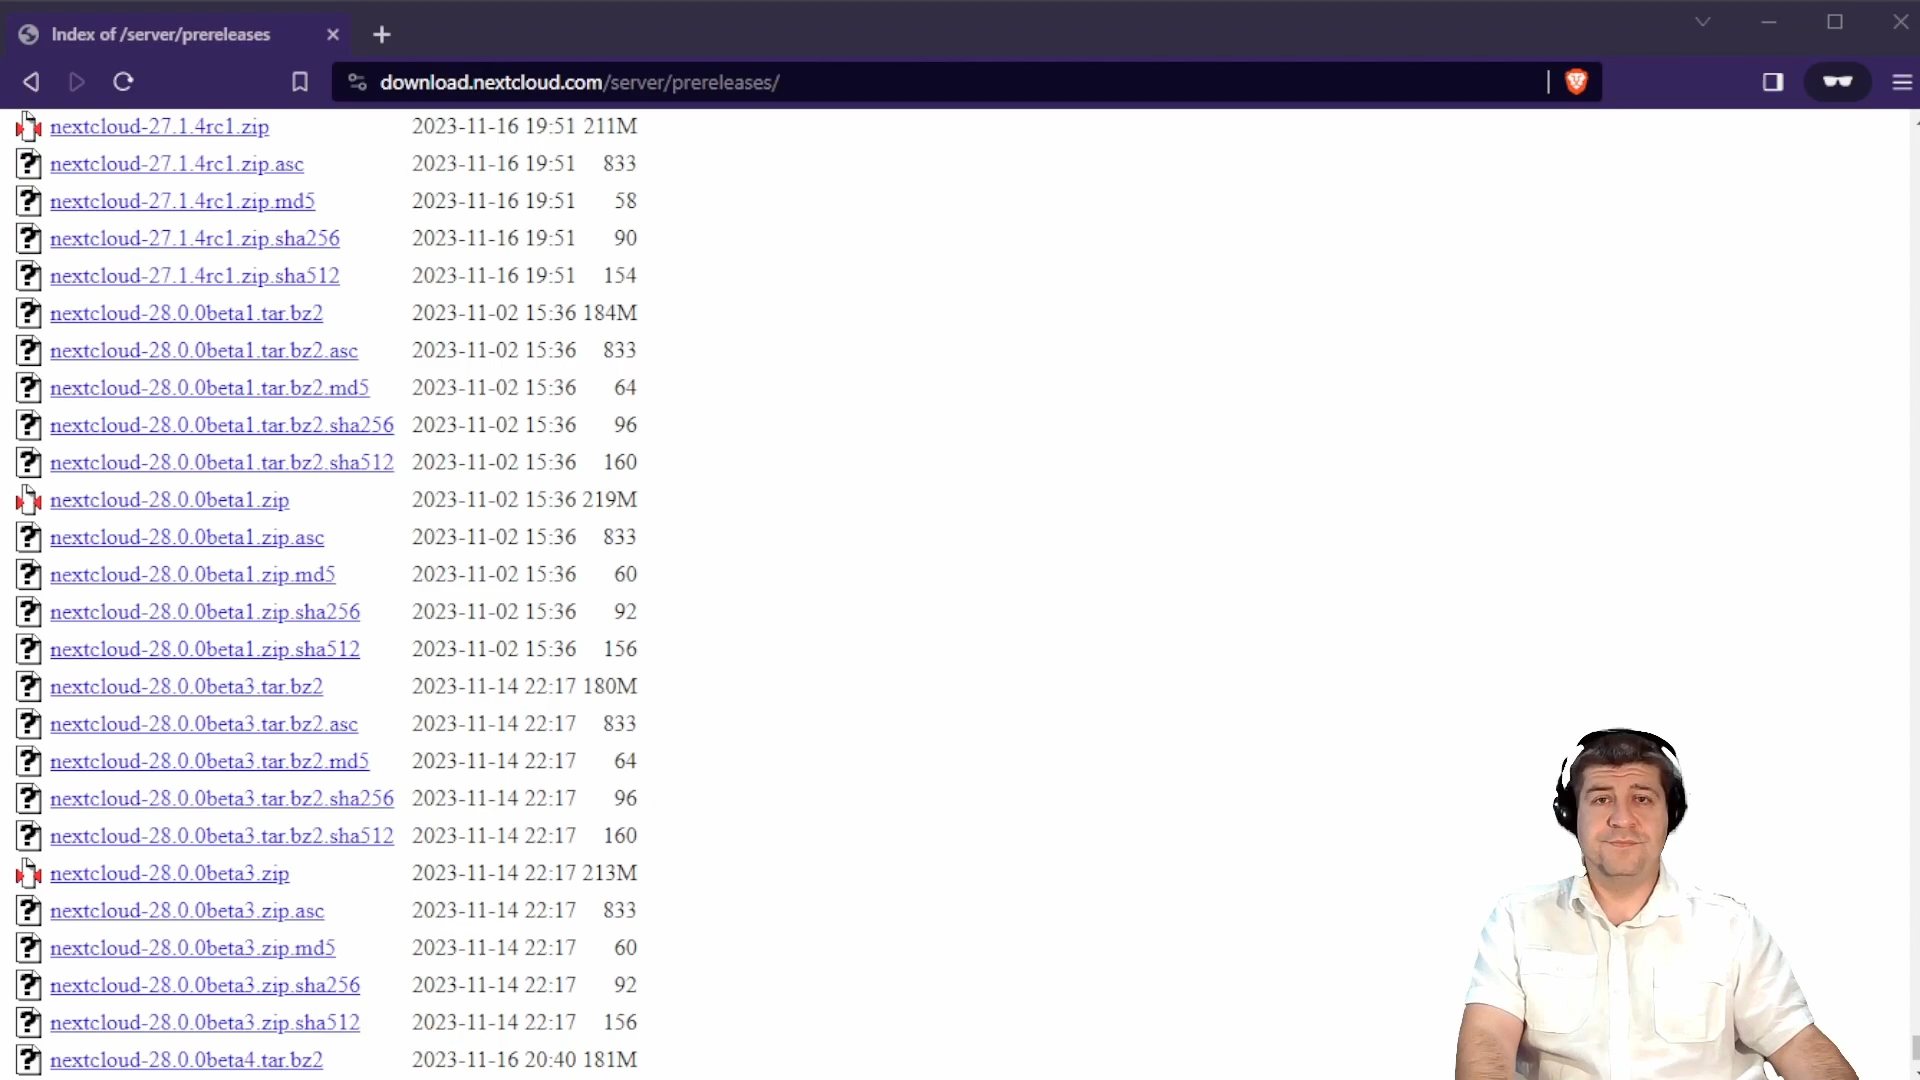 Index of /server/prereleases
download.nextcloud.com/server/prereleases/
nextcloud-27.1.4rc1.zip 2023-11-16 19:51 211M
nextcloud-27.1.4rc1.zip.asc 2023-11-16 19:51 833
nextcloud-27.1.4rc1.zip.md5 2023-11-16 19:51 58
nextcloud-27.1.4rc1.zip.sha256 2023-11-16 19:51 90
nextcloud-27.1.4rc1.zip.sha512 2023-11-16 19:51 154
nextcloud-28.0.0beta1.tar.bz2 2023-11-02 15:36 184M
nextcloud-28.0.0beta1.tar.bz2.asc 2023-11-02 15:36 833
nextcloud-28.0.0beta1.tar.bz2.md5 2023-11-02 15:36 64
nextcloud-28.0.0beta1.tar.bz2.sha256 2023-11-02 15:36 96
nextcloud-28.0.0beta1.tar.bz2.sha512 2023-11-02 15:36 160
nextcloud-28.0.0beta1.zip 2023-11-02 15:36 219M
nextcloud-28.0.0beta1.zip.asc 2023-11-02 15:36 833
nextcloud-28.0.0beta1.zip.md5 2023-11-02 15:36 60
nextcloud-28.0.0beta1.zip.sha256 2023-11-02 15:36 92
nextcloud-28.0.0beta1.zip.sha512 2023-11-02 15:36 156
nextcloud-28.0.0beta3.tar.bz2 2023-11-14 22:17 180M
nextcloud-28.0.0beta3.tar.bz2.asc 2023-11-14 22:17 833
nextcloud-28.0.0beta3.tar.bz2.md5 2023-11-14 22:17 64
nextcloud-28.0.0beta3.tar.bz2.sha256 2023-11-14 22:17 96
nextcloud-28.0.0beta3.tar.bz2.sha512 2023-11-14 22:17 160
nextcloud-28.0.0beta3.zip 2023-11-14 22:17 213M
nextcloud-28.0.0beta3.zip.asc 2023-11-14 22:17 833
nextcloud-28.0.0beta3.zip.md5 2023-11-14 22:17 60
nextcloud-28.0.0beta3.zip.sha256 2023-11-14 22:17 92
nextcloud-28.0.0beta3.zip.sha512 2023-11-14 22:17 156
nextcloud-28.0.0beta4.tar.bz2 2023-11-16 20:40 181M